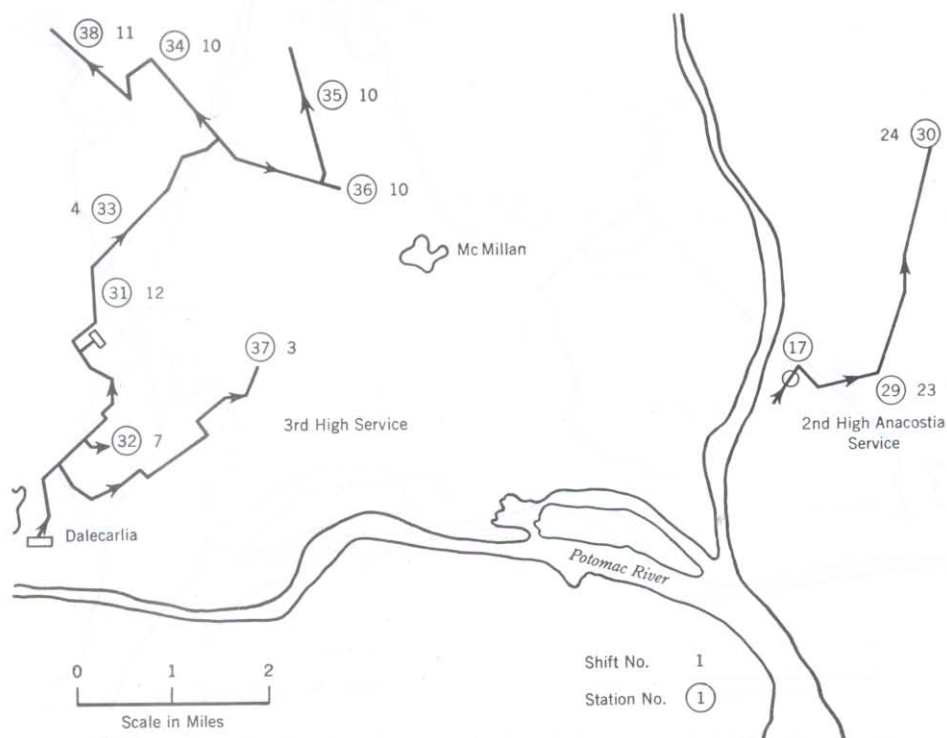 38 11
34 10
35 10
24 30
36 10
4 33
McMillan
31 12
37 3
17
3rd High Service
29 23
2nd High Anacostia
Service
32 7
Dalecarlia
Potomac River
Shift No. 1
Station No. 1
0 1 2
Scale in Miles